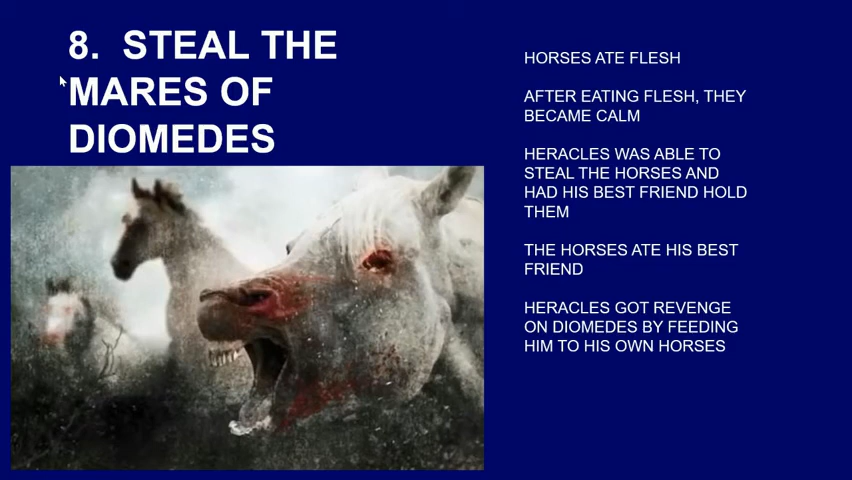 8. STEAL THE
MARES OF
DIOMEDES
HORSES ATE FLESH
AFTER EATING FLESH, THEY
BECAME CALM
HERACLES WAS ABLE TO
STEAL THE HORSES AND
HAD HIS BEST FRIEND HOLD
THEM
THE HORSES ATE HIS BEST
FRIEND
HERACLES GOT REVENGE
ON DIOMEDES BY FEEDING
HIM TO HIS OWN HORSES